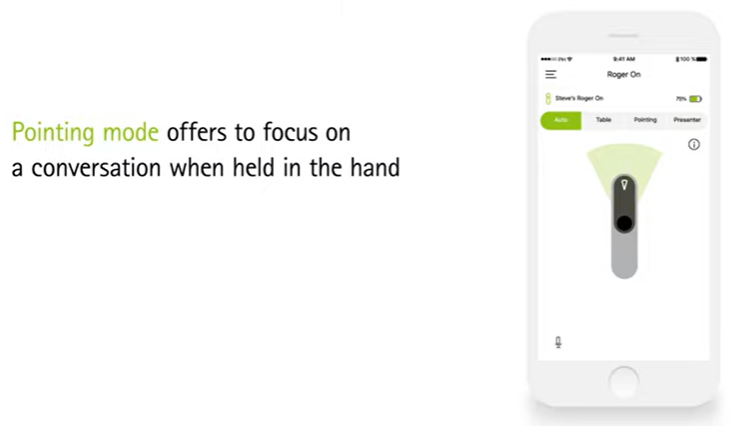 Pointing mode offers to focus on
a conversation when held in the hand
9:41 AM
100 %
Roger On
Steve's Roger On
75%
Auto Table Pointing Presenter